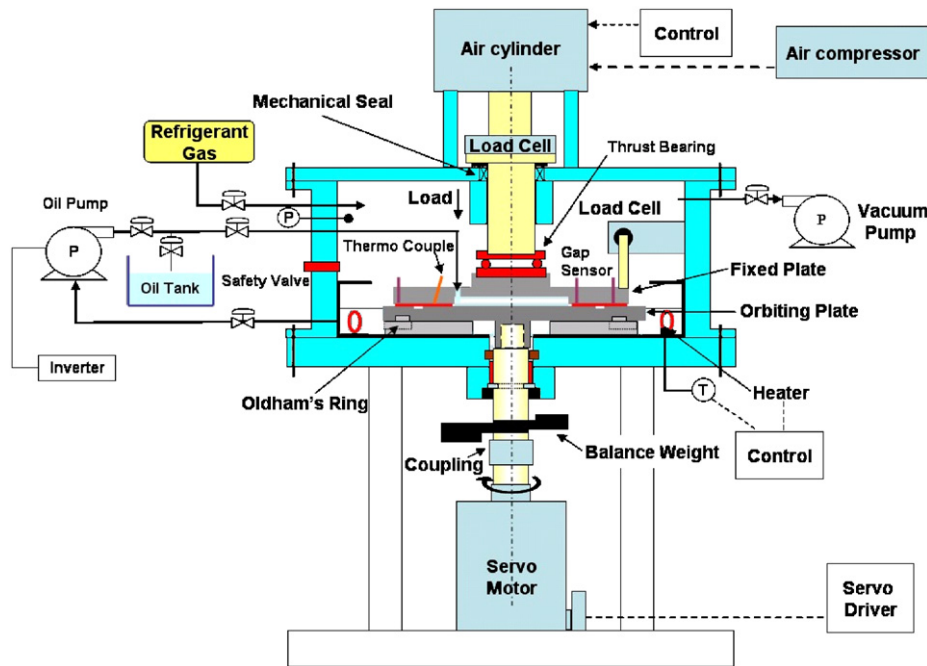 Air cylinder
Control
Air compressor
Mechanical Seal
Refrigerant
Gas
Load Cell
Thrust Bearing
Oil Pump
P
Load
Load Cell
P
Vacuum
Pump
P
Thermo Couple
Gap
Sensor
Fixed Plate
Oil Tank
Safety Valve
Orbiting Plate
Inverter
Oldham's Ring
T
Heater
Coupling
Balance Weight
Control
Servo
Motor
Servo
Driver